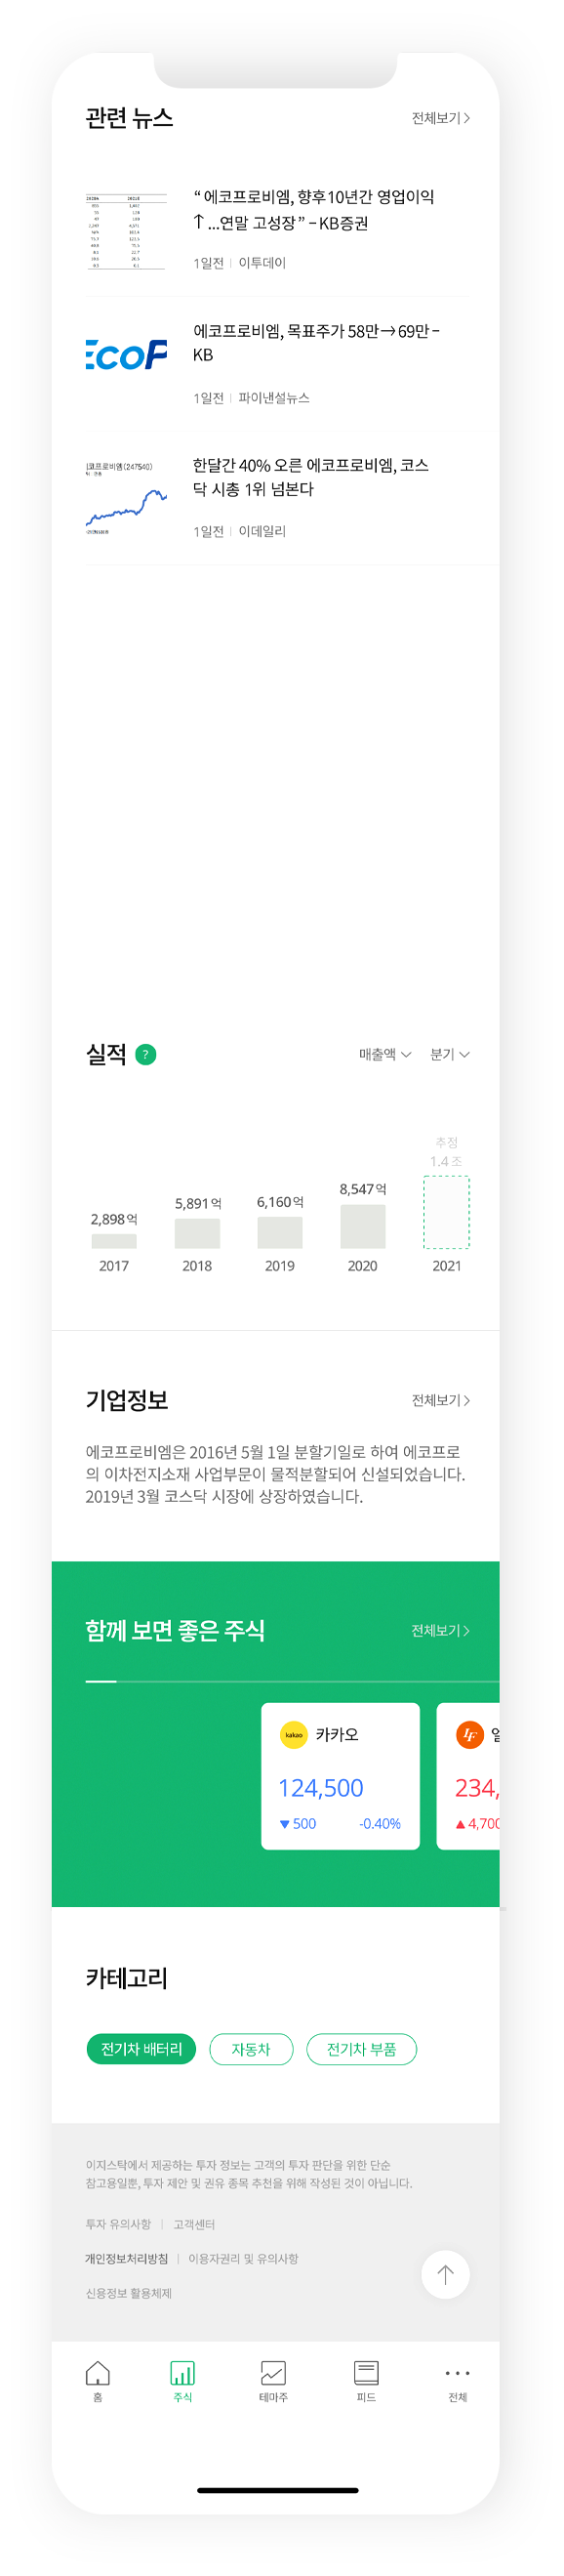 관련 뉴스
전체보기
“에코프로비엠, 향후10년간 영업이익
↑...연말 고성장” – KB증권
1일전 | 이투데이
EcoP
에코프로비엠, 목표주가 58만→69만 –
KB
1일전 | 파이낸설뉴스
코프로비엠(247540)
한달간 40% 오른 에코프로비엠, 코스
닥 시총 1위 넘본다
1일전 | 이데일리
실적 ?
매출액
분기
추정
1.4조
8,547억
6,160억
5,891억
2,898억
2017
2018
2019
2020
2021
기업정보
전체보기
에코프로비엠은 2016년 5월 1일 분할기일로 하여 에코프로
의 이차전지소재 사업부문이 물적분할되어 신설되었습니다.
2019년 3월 코스닥 시장에 상장하였습니다.
함께 보면 좋은 주식
전체보기
kakao
카카오
124,500
▼500
-0.40%
LF
엘
234,
▲4,700
카테고리
전기차 배터리
자동차
전기차 부품
이지스탁에서 제공하는 투자 정보는 고객의 투자 판단을 위한 단순
참고용일뿐, 투자 제안 및 권유 종목 추천을 위해 작성된 것이 아닙니다.
투자 유의사항 | 고객센터
개인정보처리방침 | 이용자권리 및 유의사항
신용정보 활용체제
홈
주식
테마주
피드
전체